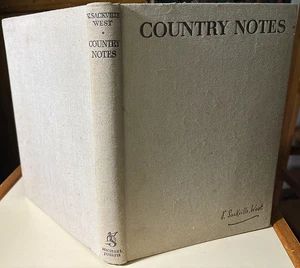 V. SACKVILLE
WEST
COUNTRY
NOTES
MICHAEL
JOSEPH
COUNTRY NOTES
V. Sackville-West